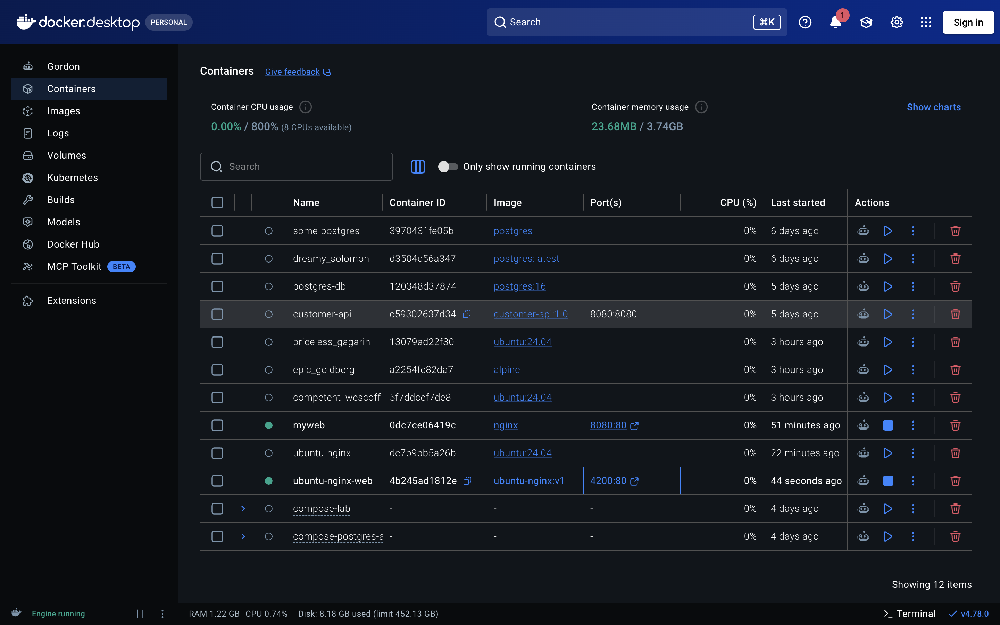 docker desktop PERSONAL
Search ⌘K
1
Sign in
Gordon
Containers
Images
Logs
Volumes
Kubernetes
Builds
Models
Docker Hub
MCP Toolkit BETA
Extensions
Containers Give feedback
Container CPU usage
0.00% / 800% (8 CPUs available)
Container memory usage
23.68MB / 3.74GB
Show charts
Search
Only show running containers
Name Container ID Image Port(s) CPU (%) Last started Actions
some-postgres 3970431fe05b postgres 0% 6 days ago
dreamy_solomon d3504c56a347 postgres:latest 0% 6 days ago
postgres-db 120348d37874 postgres:16 0% 5 days ago
customer-api c59302637d34 customer-api:1.0 8080:8080 0% 5 days ago
priceless_gagarin 13079ad22f80 ubuntu:24.04 0% 3 hours ago
epic_goldberg a2254fc82da7 alpine 0% 3 hours ago
competent_wescoff 5f7ddcef7de8 ubuntu:24.04 0% 3 hours ago
myweb 0dc7ce06419c nginx 8080:80 0% 51 minutes ago
ubuntu-nginx dc7b9bb5a26b ubuntu:24.04 0% 22 minutes ago
ubuntu-nginx-web 4b245ad1812e ubuntu-nginx:v1 4200:80 0% 44 seconds ago
compose-lab - - - 0% 4 days ago
compose-postgres-a - - - 0% 4 days ago
Showing 12 items
Engine running
RAM 1.22 GB CPU 0.74% Disk: 8.18 GB used (limit 452.13 GB)
>_ Terminal
v4.78.0